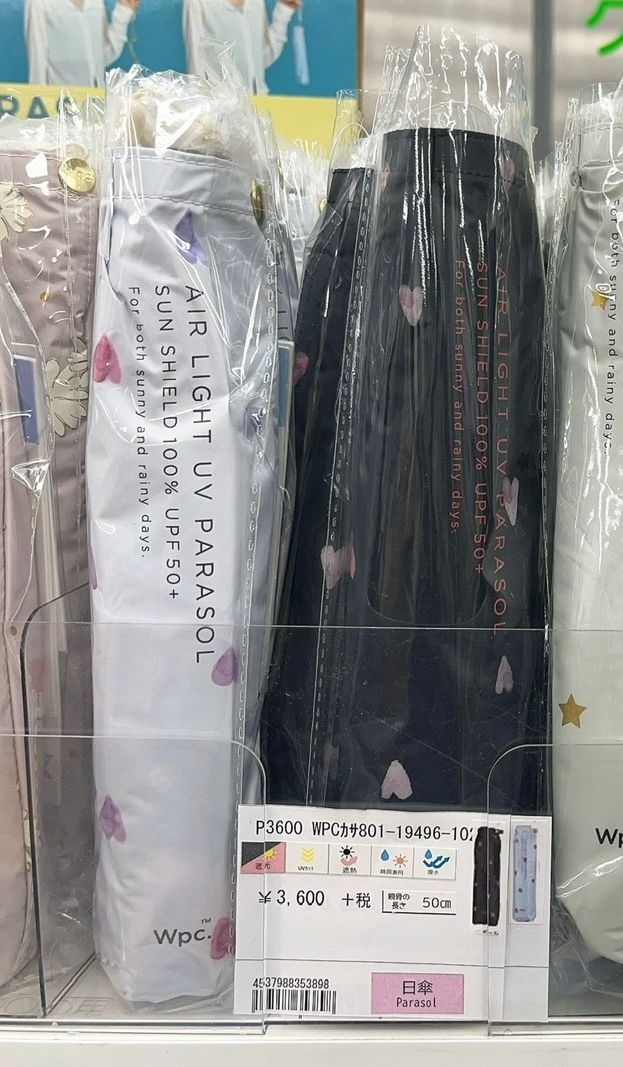 AIR LIGHT UV PARASOL
SUN SHIELD 100% UPF 50+
For both sunny and rainy days.
Wpc.™
AIR LIGHT UV PARASOL
SUN SHIELD 100% UPF 50+
For both sunny and rainy days.
For both sunny and rainy days.
P3600 WPCカサ801-19496-102
遮光
UVカット
遮熱
晴雨兼用
撥水
¥3,600 +税
親骨の
長さ 50cm
4537988353898
日傘
Parasol